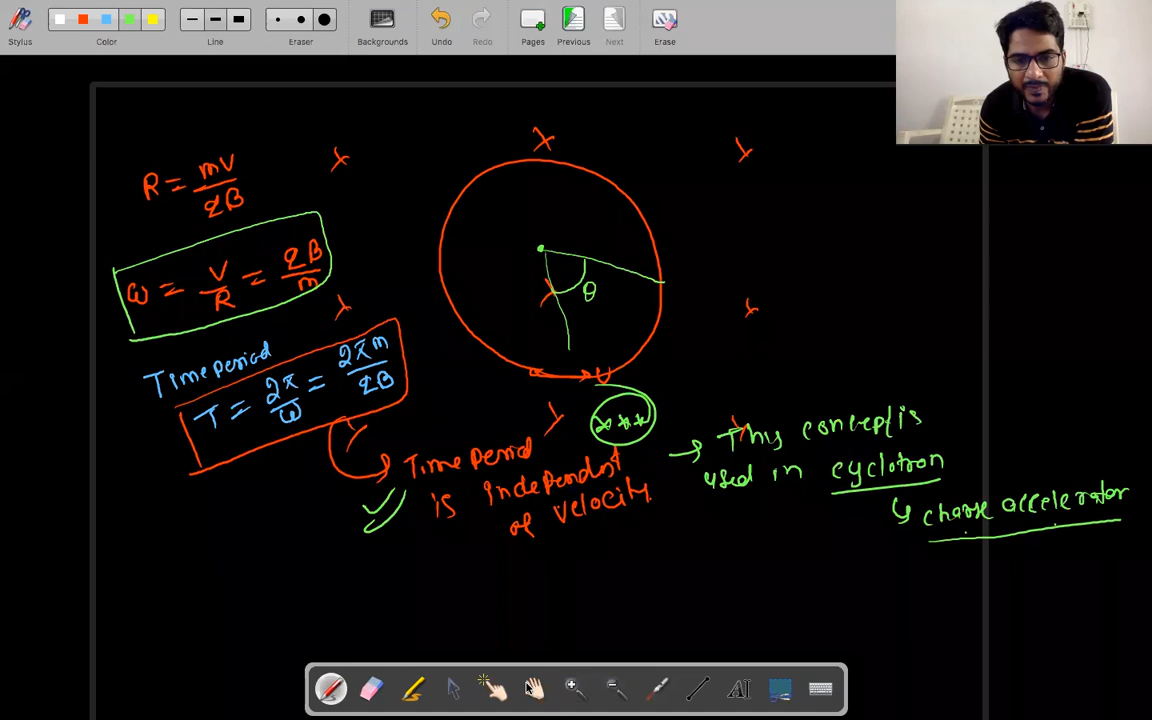 Stylus
Color
Line
Eraser
Backgrounds
Undo
Redo
Pages
Previous
Next
Erase
R = mv/qB
ω = v/R = qB/m
Time period
T = 2π/ω = 2πm/qB
θ
v
Time period
is independent
of velocity
→ This concept is
used in cyclotron
↳ charge accelerator
AI